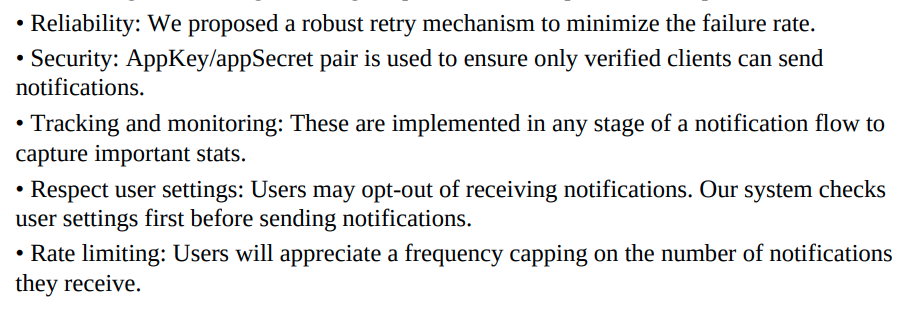 • Reliability: We proposed a robust retry mechanism to minimize the failure rate.
• Security: AppKey/appSecret pair is used to ensure only verified clients can send
notifications.
• Tracking and monitoring: These are implemented in any stage of a notification flow to
capture important stats.
• Respect user settings: Users may opt-out of receiving notifications. Our system checks
user settings first before sending notifications.
• Rate limiting: Users will appreciate a frequency capping on the number of notifications
they receive.